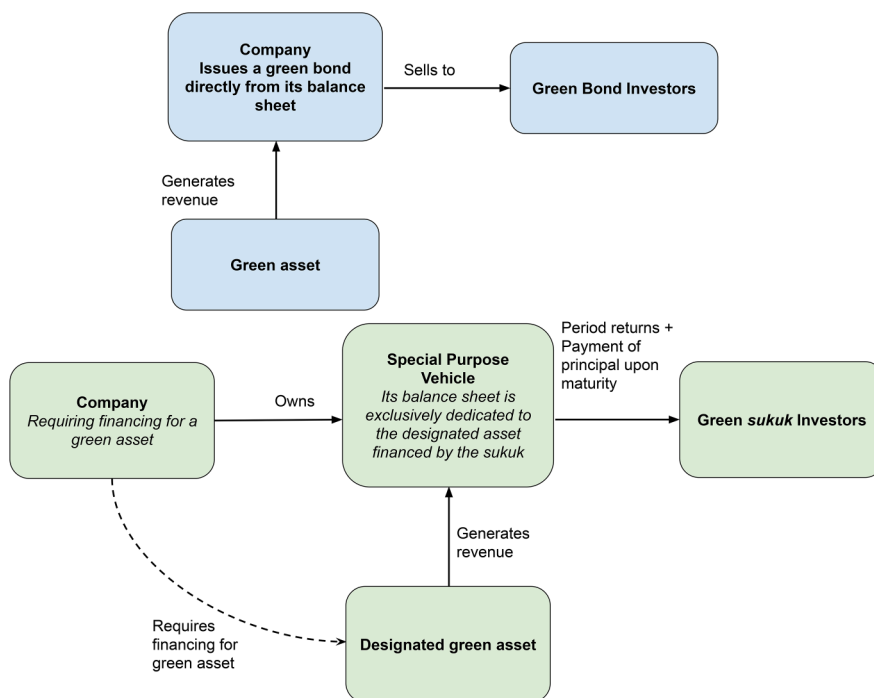 Company
Issues a green bond
directly from its balance
sheet
Sells to
Green Bond Investors
Generates
revenue
Green asset
Company
Requiring financing for a
green asset
Owns
Special Purpose
Vehicle
Its balance sheet is
exclusively dedicated to
the designated asset
financed by the sukuk
Period returns +
Payment of
principal upon
maturity
Green sukuk Investors
Generates
revenue
Requires
financing for
green asset
Designated green asset